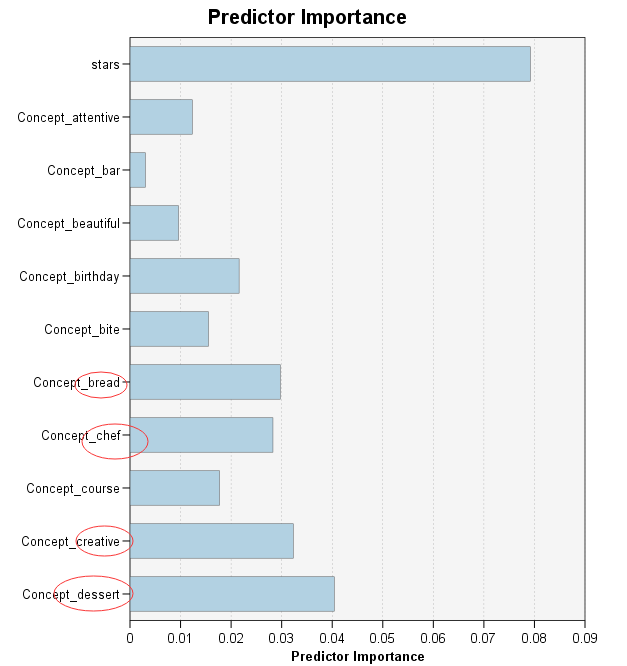 Predictor Importance
stars
Concept_attentive
Concept_bar
Concept_beautiful
Concept_birthday
Concept_bite
Concept_bread
Concept_chef
Concept_course
Concept_creative
Concept_dessert
0 0.01 0.02 0.03 0.04 0.05 0.06 0.07 0.08 0.09
Predictor Importance